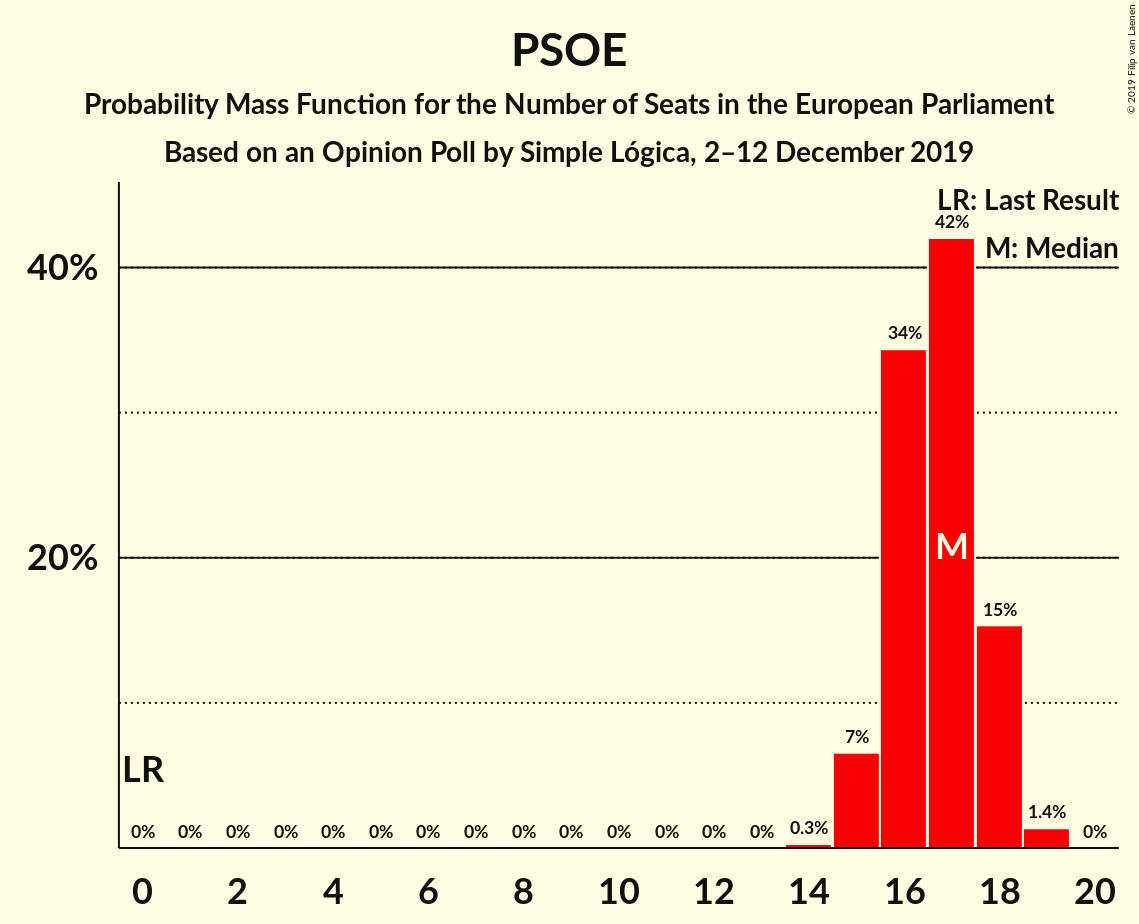 PSOE
Probability Mass Function for the Number of Seats in the European Parliament
Based on an Opinion Poll by Simple Lógica, 2–12 December 2019
© 2019 Filip van Laenen
LR: Last Result
M: Median
40%
20%
42%
34%
M
15%
7%
LR
1.4%
0% 0% 0% 0% 0% 0% 0% 0% 0% 0% 0% 0% 0% 0% 0.3% 0%
0 2 4 6 8 10 12 14 16 18 20